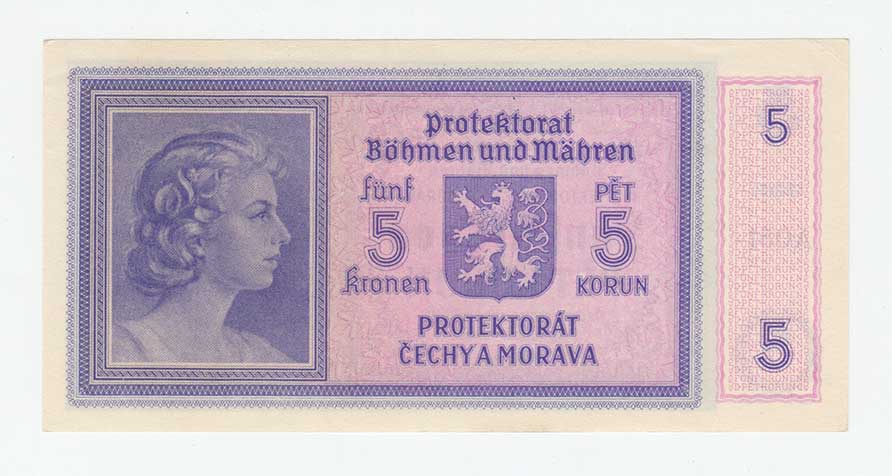 Protektorat
Böhmen und Mähren
fünf PĚT
5 5
kronen KORUN
PROTEKTORÁT
ČECHY A MORAVA
5
5